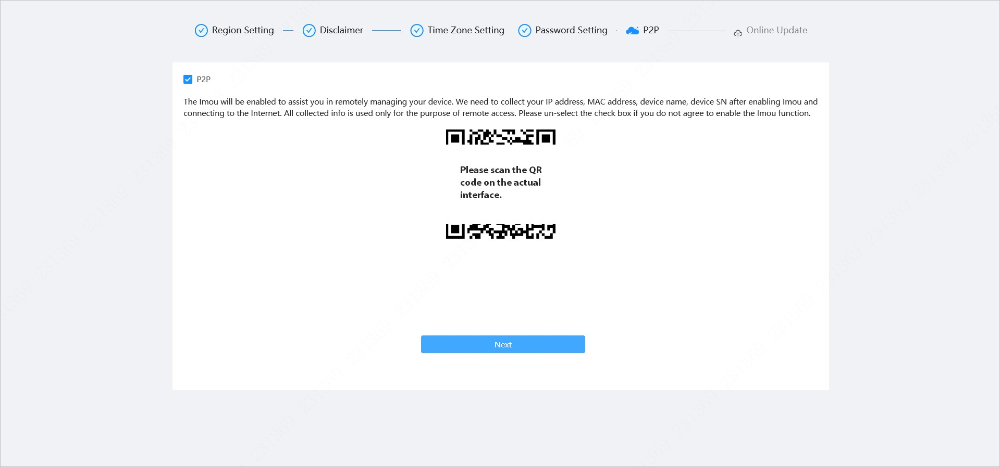 Region Setting
Disclaimer
Time Zone Setting
Password Setting
P2P
Online Update
P2P
The Imou will be enabled to assist you in remotely managing your device. We need to collect your IP address, MAC address, device name, device SN after enabling Imou and
connecting to the Internet. All collected info is used only for the purpose of remote access. Please un-select the check box if you do not agree to enable the Imou function.
Please scan the QR
code on the actual
interface.
Next